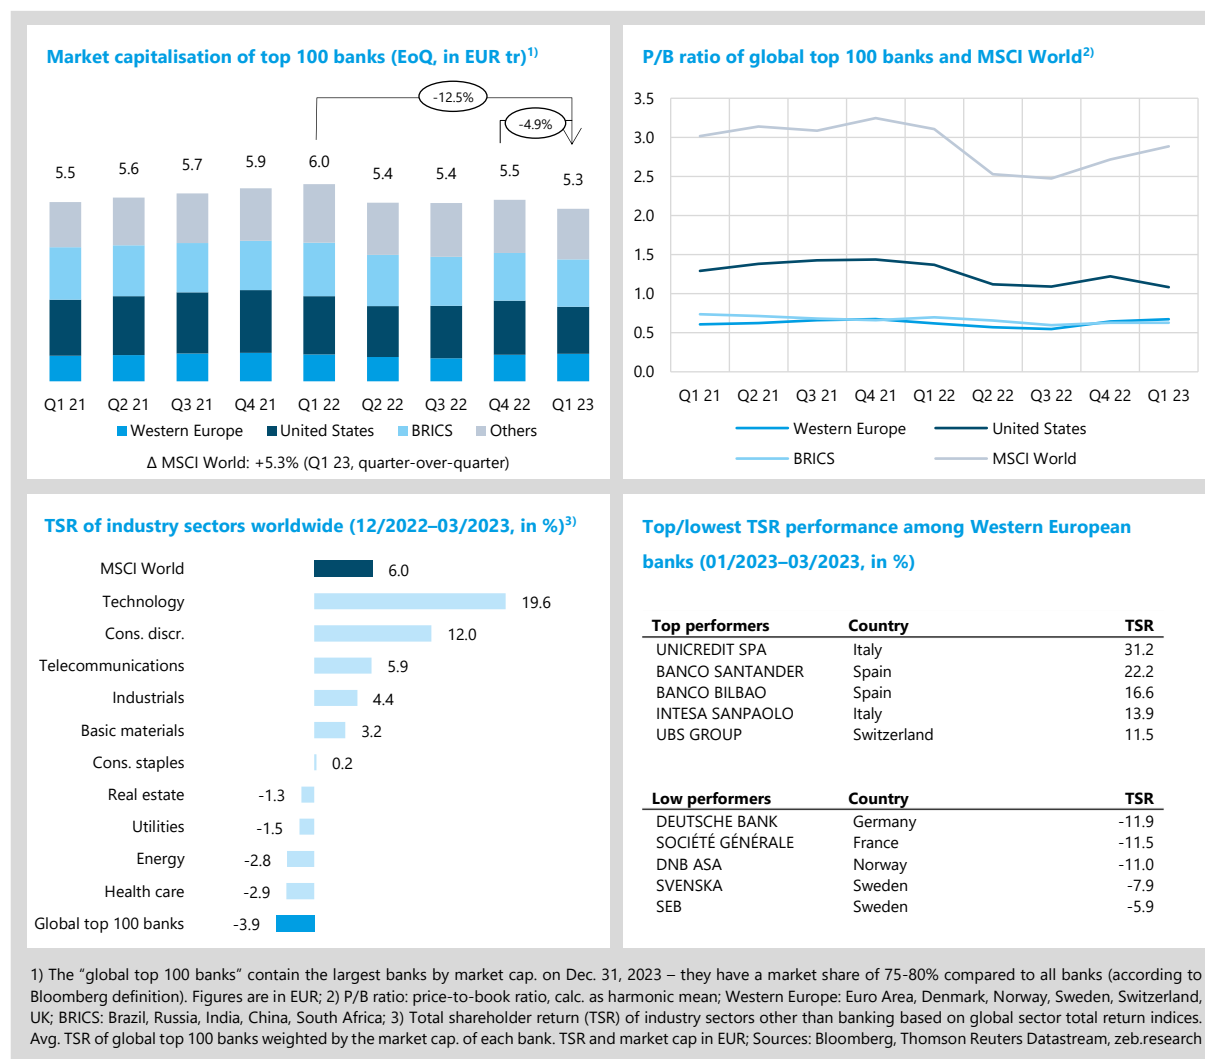 Market capitalisation of top 100 banks (EoQ, in EUR tr)1)
-12.5%
-4.9%
5.5 5.6 5.7 5.9 6.0 5.4 5.4 5.5 5.3
Q1 21 Q2 21 Q3 21 Q4 21 Q1 22 Q2 22 Q3 22 Q4 22 Q1 23
Western Europe United States BRICS Others
Δ MSCI World: +5.3% (Q1 23, quarter-over-quarter)
P/B ratio of global top 100 banks and MSCI World2)
3.5
3.0
2.5
2.0
1.5
1.0
0.5
0.0
Q1 21 Q2 21 Q3 21 Q4 21 Q1 22 Q2 22 Q3 22 Q4 22 Q1 23
Western Europe United States
BRICS MSCI World
TSR of industry sectors worldwide (12/2022–03/2023, in %)3)
MSCI World 6.0
Technology 19.6
Cons. discr. 12.0
Telecommunications 5.9
Industrials 4.4
Basic materials 3.2
Cons. staples 0.2
Real estate -1.3
Utilities -1.5
Energy -2.8
Health care -2.9
Global top 100 banks -3.9
Top/lowest TSR performance among Western European
banks (01/2023–03/2023, in %)
Top performers Country TSR
UNICREDIT SPA Italy 31.2
BANCO SANTANDER Spain 22.2
BANCO BILBAO Spain 16.6
INTESA SANPAOLO Italy 13.9
UBS GROUP Switzerland 11.5
Low performers Country TSR
DEUTSCHE BANK Germany -11.9
SOCIÉTÉ GÉNÉRALE France -11.5
DNB ASA Norway -11.0
SVENSKA Sweden -7.9
SEB Sweden -5.9
1) The “global top 100 banks” contain the largest banks by market cap. on Dec. 31, 2023 – they have a market share of 75-80% compared to all banks (according to
Bloomberg definition). Figures are in EUR; 2) P/B ratio: price-to-book ratio, calc. as harmonic mean; Western Europe: Euro Area, Denmark, Norway, Sweden, Switzerland,
UK; BRICS: Brazil, Russia, India, China, South Africa; 3) Total shareholder return (TSR) of industry sectors other than banking based on global sector total return indices.
Avg. TSR of global top 100 banks weighted by the market cap. of each bank. TSR and market cap in EUR; Sources: Bloomberg, Thomson Reuters Datastream, zeb.research